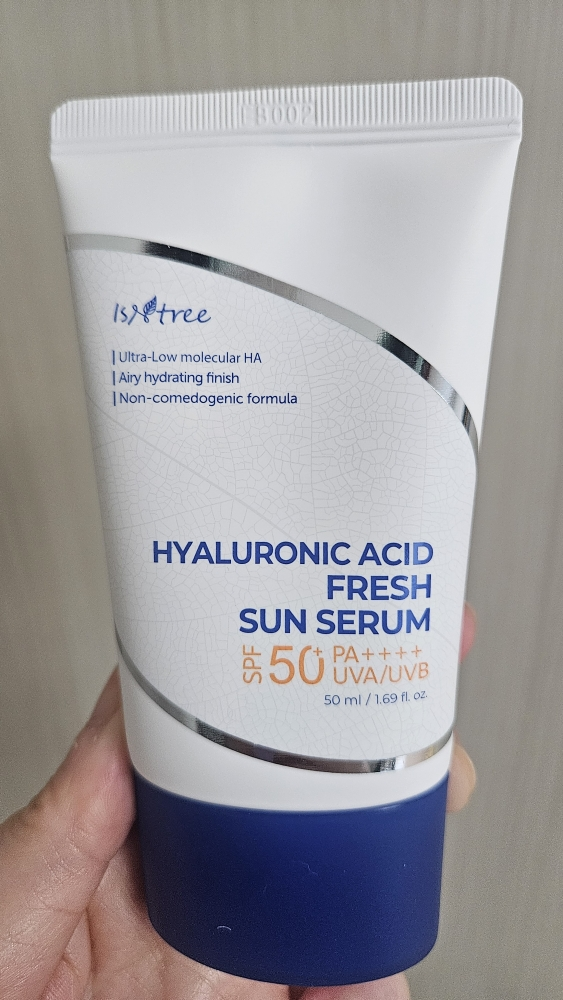 CB002
Isntree
Ultra-Low molecular HA
Airy hydrating finish
Non-comedogenic formula
HYALURONIC ACID
FRESH
SUN SERUM
SPF 50+ PA++++
UVA/UVB
50 ml / 1.69 fl. oz.